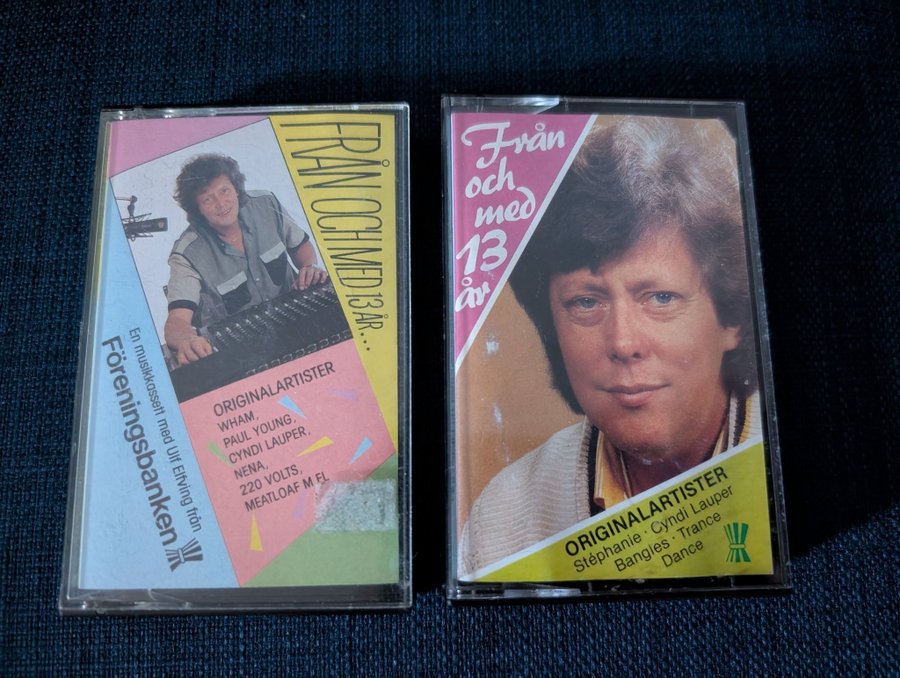 FRÅN OCH MED 13 ÅR...
ORIGINALARTISTER
WHAM,
PAUL YOUNG,
CYNDI LAUPER,
NENA,
220 VOLTS,
MEATLOAF M FL
En musikkassett med Ulf Elfving från
Föreningsbanken
Från
och
med
13
år
ORIGINALARTISTER
Stéphanie · Cyndi Lauper
Bangles · Trance
Dance